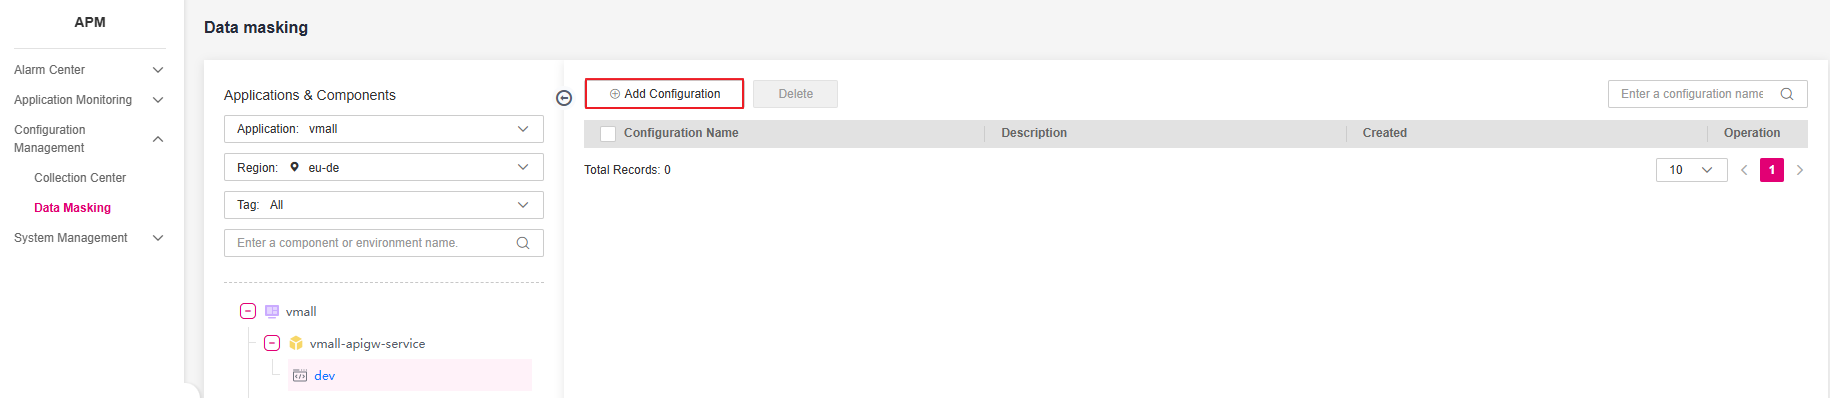 APM
Alarm Center
Application Monitoring
Configuration
Management
Collection Center
Data Masking
System Management
Data masking
Applications & Components
Application: vmall
Region: eu-de
Tag: All
Enter a component or environment name.
vmall
vmall-apigw-service
dev
Add Configuration
Delete
Enter a configuration name
Configuration Name
Description
Created
Operation
Total Records: 0
10
1